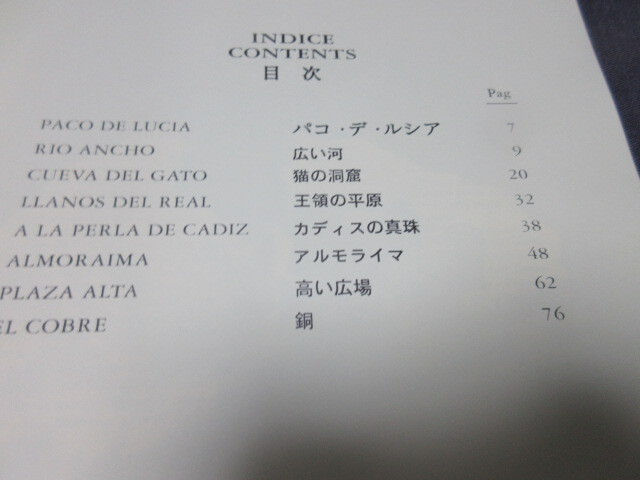 INDICE
CONTENTS
目次
Pag
PACO DE LUCIA パコ・デ・ルシア 7
RIO ANCHO 広い河 9
CUEVA DEL GATO 猫の洞窟 20
LLANOS DEL REAL 王領の平原 32
A LA PERLA DE CADIZ カディスの真珠 38
ALMORAIMA アルモライマ 48
PLAZA ALTA 高い広場 62
EL COBRE 銅 76